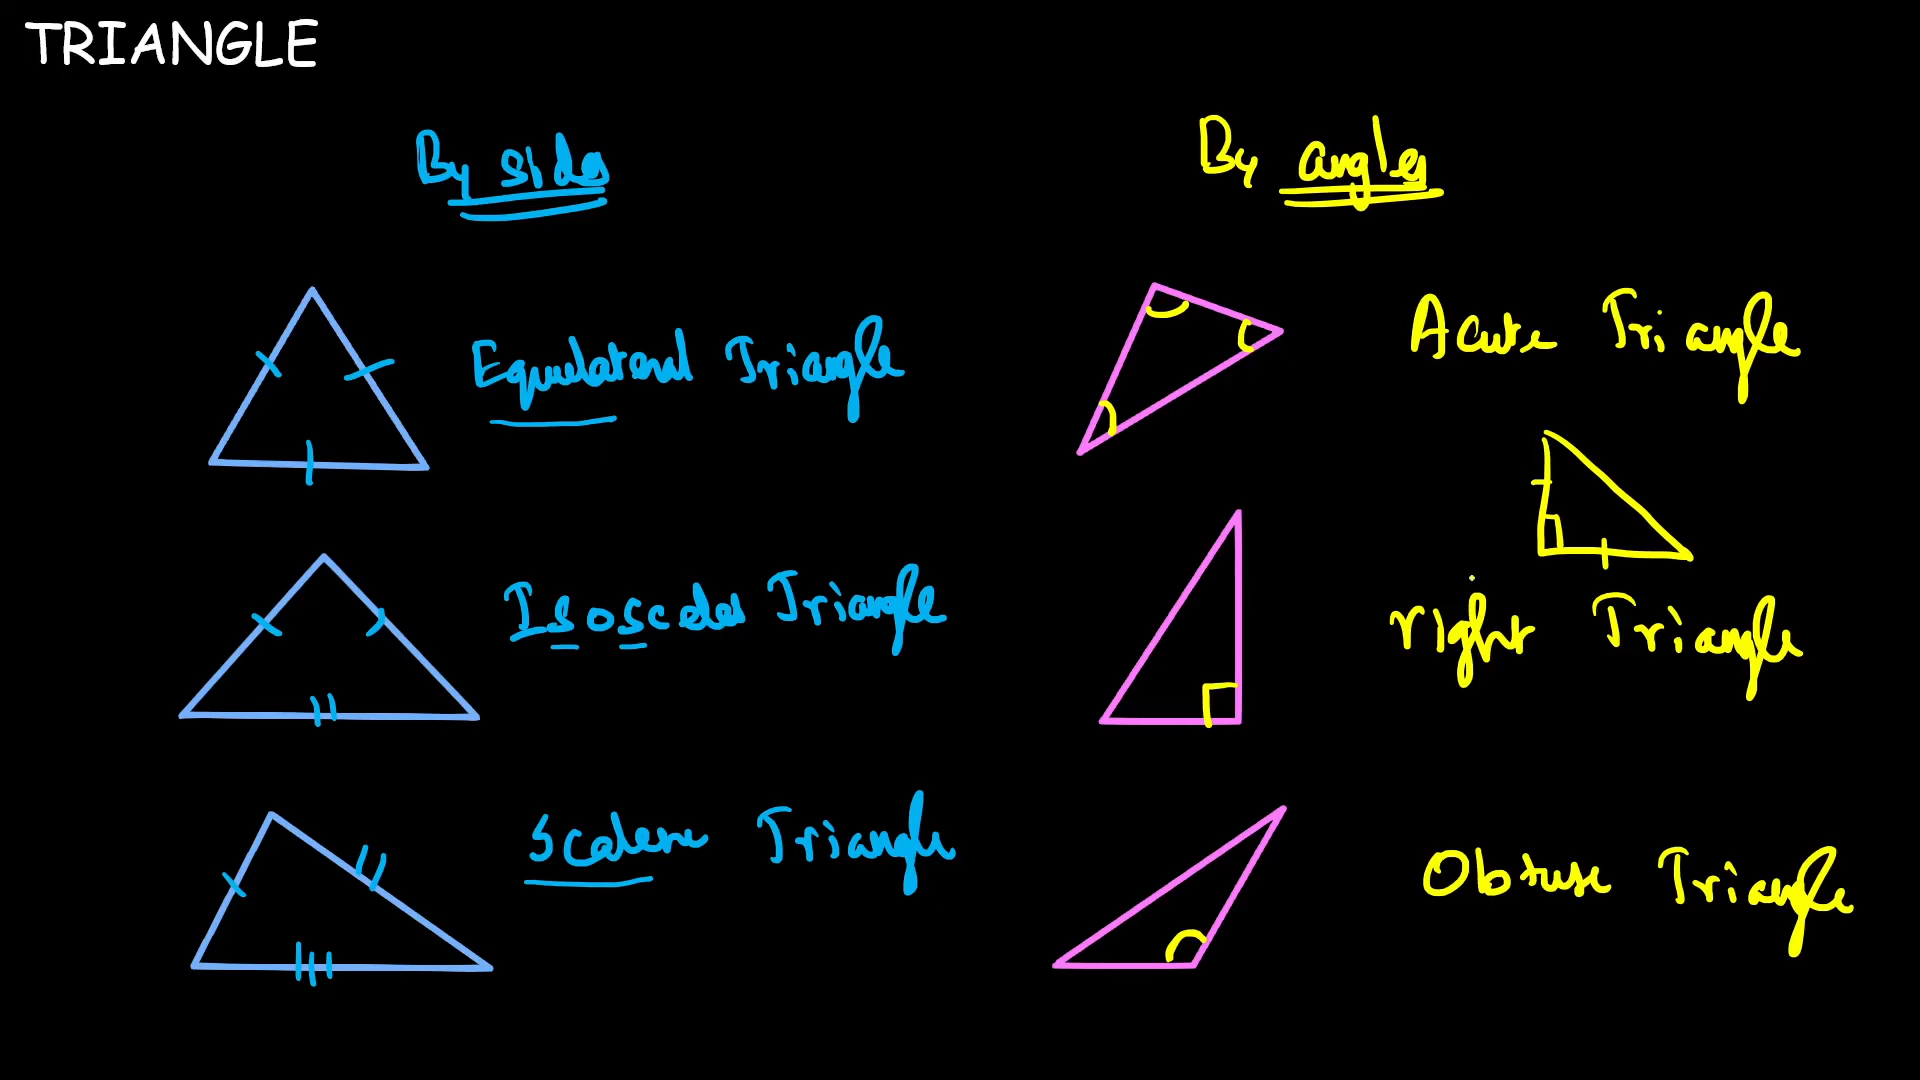 TRIANGLE
By sides
Equilateral Triangle
Isosceles Triangle
Scalene Triangle
By angles
Acute Triangle
right Triangle
Obtuse Triangle